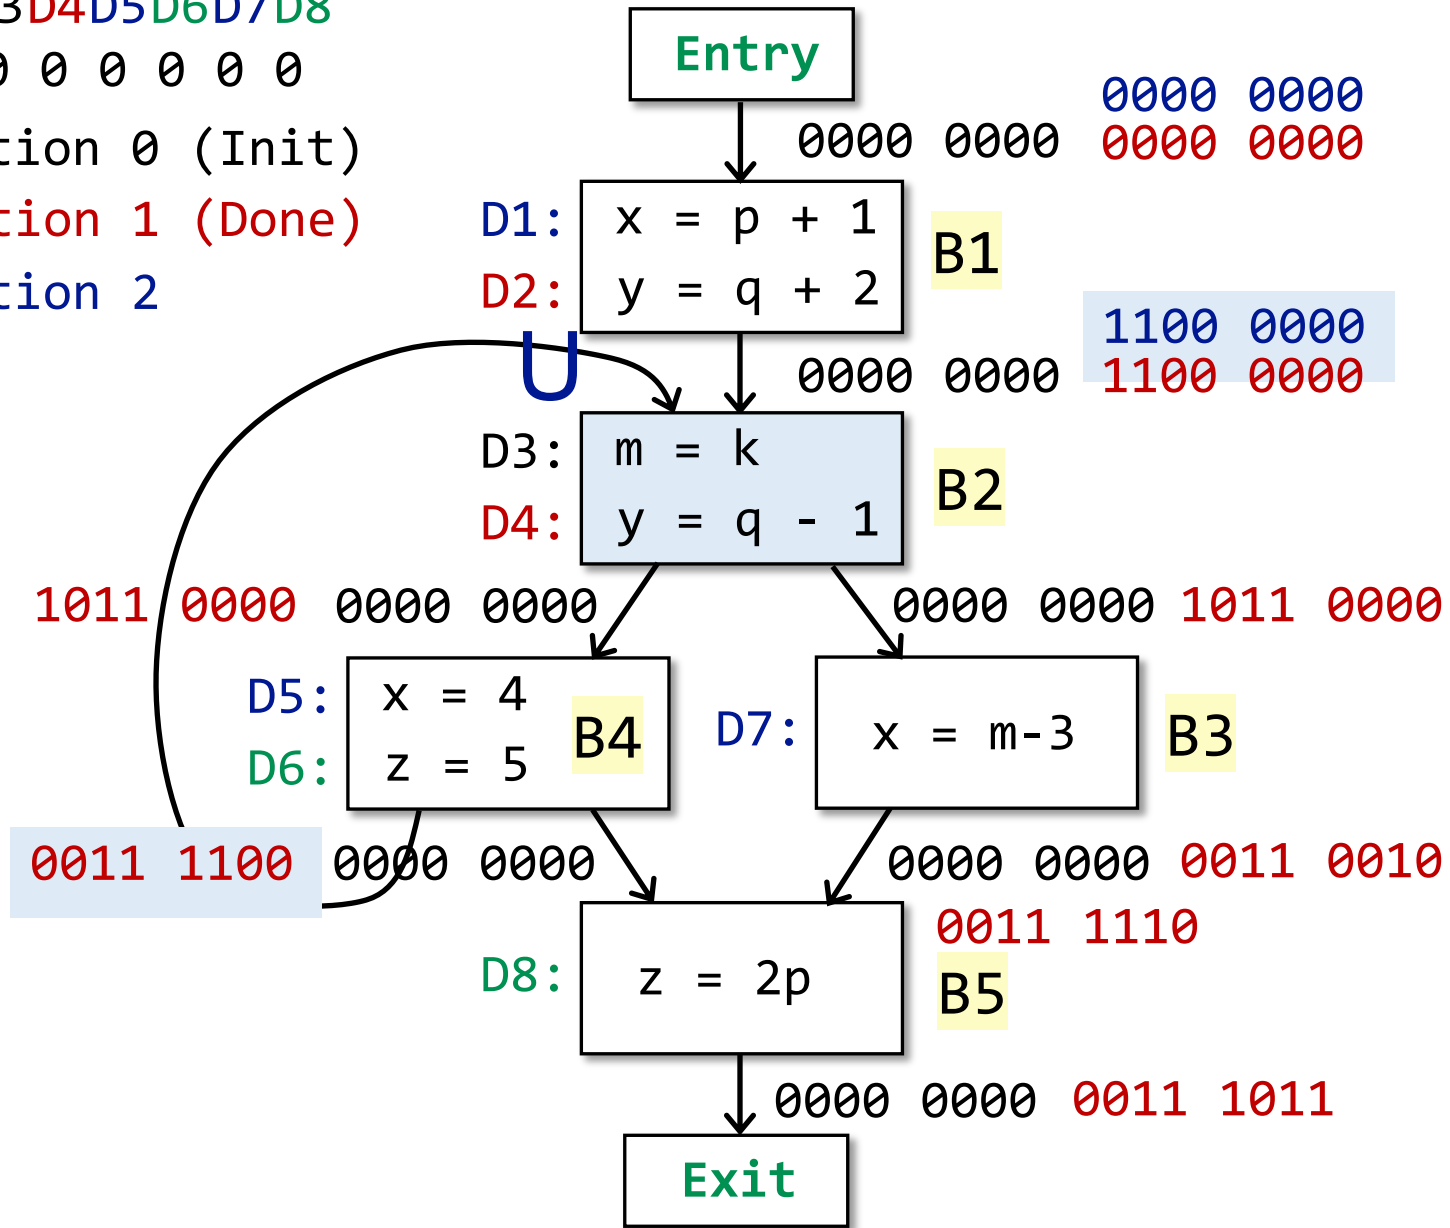 3D4D5D6D7D8
0 0 0 0 0 0
tion 0 (Init)
tion 1 (Done)
tion 2
Entry
0000 0000
0000 0000 0000 0000
D1: x = p + 1
D2: y = q + 2
B1
1100 0000
0000 0000 1100 0000
U
D3: m = k
D4: y = q - 1
B2
1011 0000 0000 0000
0000 0000 1011 0000
D5: x = 4
D6: z = 5
B4
D7: x = m-3
B3
0011 1100 0000 0000
0000 0000 0011 0010
0011 1110
D8: z = 2p
B5
0000 0000 0011 1011
Exit